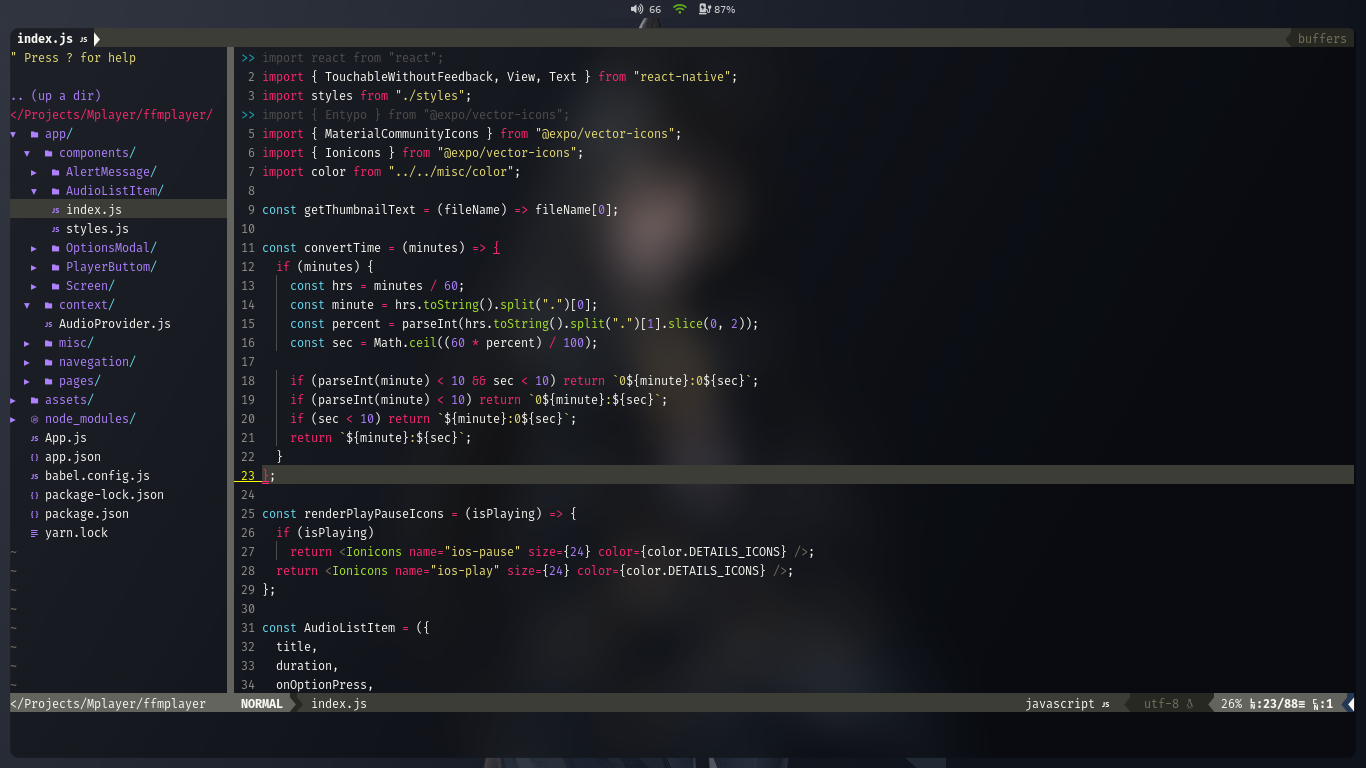 66 87%
index.js JS
buffers
" Press ? for help
.. (up a dir)
</Projects/Mplayer/ffmplayer/
▾ app/
▾ components/
▸ AlertMessage/
▾ AudioListItem/
JS index.js
JS styles.js
▸ OptionsModal/
▸ PlayerButtom/
▸ Screen/
▾ context/
JS AudioProvider.js
▸ misc/
▸ navegation/
▸ pages/
▸ assets/
▸ node_modules/
JS App.js
{} app.json
JS babel.config.js
{} package-lock.json
{} package.json
yarn.lock
~
~
~
~
~
~
~
~
>> import react from "react";
2 import { TouchableWithoutFeedback, View, Text } from "react-native";
3 import styles from "./styles";
>> import { Entypo } from "@expo/vector-icons";
5 import { MaterialCommunityIcons } from "@expo/vector-icons";
6 import { Ionicons } from "@expo/vector-icons";
7 import color from "../../misc/color";
8
9 const getThumbnailText = (fileName) => fileName[0];
10
11 const convertTime = (minutes) => {
12 if (minutes) {
13 const hrs = minutes / 60;
14 const minute = hrs.toString().split(".")[0];
15 const percent = parseInt(hrs.toString().split(".")[1].slice(0, 2));
16 const sec = Math.ceil((60 * percent) / 100);
17
18 if (parseInt(minute) < 10 && sec < 10) return `0${minute}:0${sec}`;
19 if (parseInt(minute) < 10) return `0${minute}:${sec}`;
20 if (sec < 10) return `${minute}:0${sec}`;
21 return `${minute}:${sec}`;
22 }
23 };
24
25 const renderPlayPauseIcons = (isPlaying) => {
26 if (isPlaying)
27 return <Ionicons name="ios-pause" size={24} color={color.DETAILS_ICONS} />;
28 return <Ionicons name="ios-play" size={24} color={color.DETAILS_ICONS} />;
29 };
30
31 const AudioListItem = ({
32 title,
33 duration,
34 onOptionPress,
</Projects/Mplayer/ffmplayer NORMAL index.js javascript JS utf-8 26% ㏑:23/88≡ ℅:1